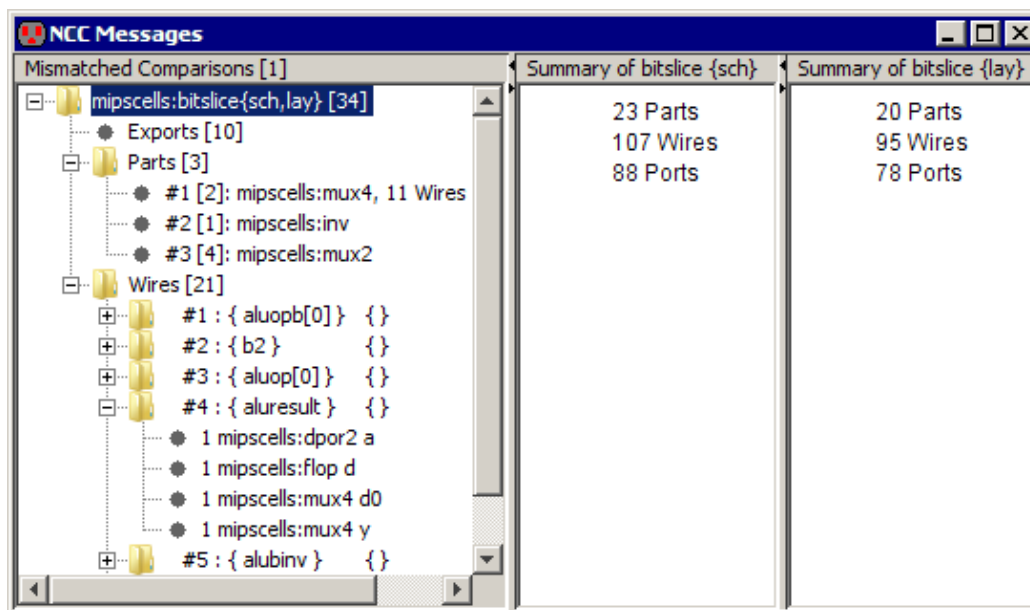 NCC Messages
Mismatched Comparisons [1]
mipscells:bitslice{sch,lay} [34]
Exports [10]
Parts [3]
#1 [2]: mipscells:mux4, 11 Wires
#2 [1]: mipscells:inv
#3 [4]: mipscells:mux2
Wires [21]
#1 : { aluopb[0] } { }
#2 : { b2 } { }
#3 : { aluop[0] } { }
#4 : { aluresult } { }
1 mipscells:dpor2 a
1 mipscells:flop d
1 mipscells:mux4 d0
1 mipscells:mux4 y
#5 : { alubinv } { }
Summary of bitslice {sch}
23 Parts
107 Wires
88 Ports
Summary of bitslice {lay}
20 Parts
95 Wires
78 Ports